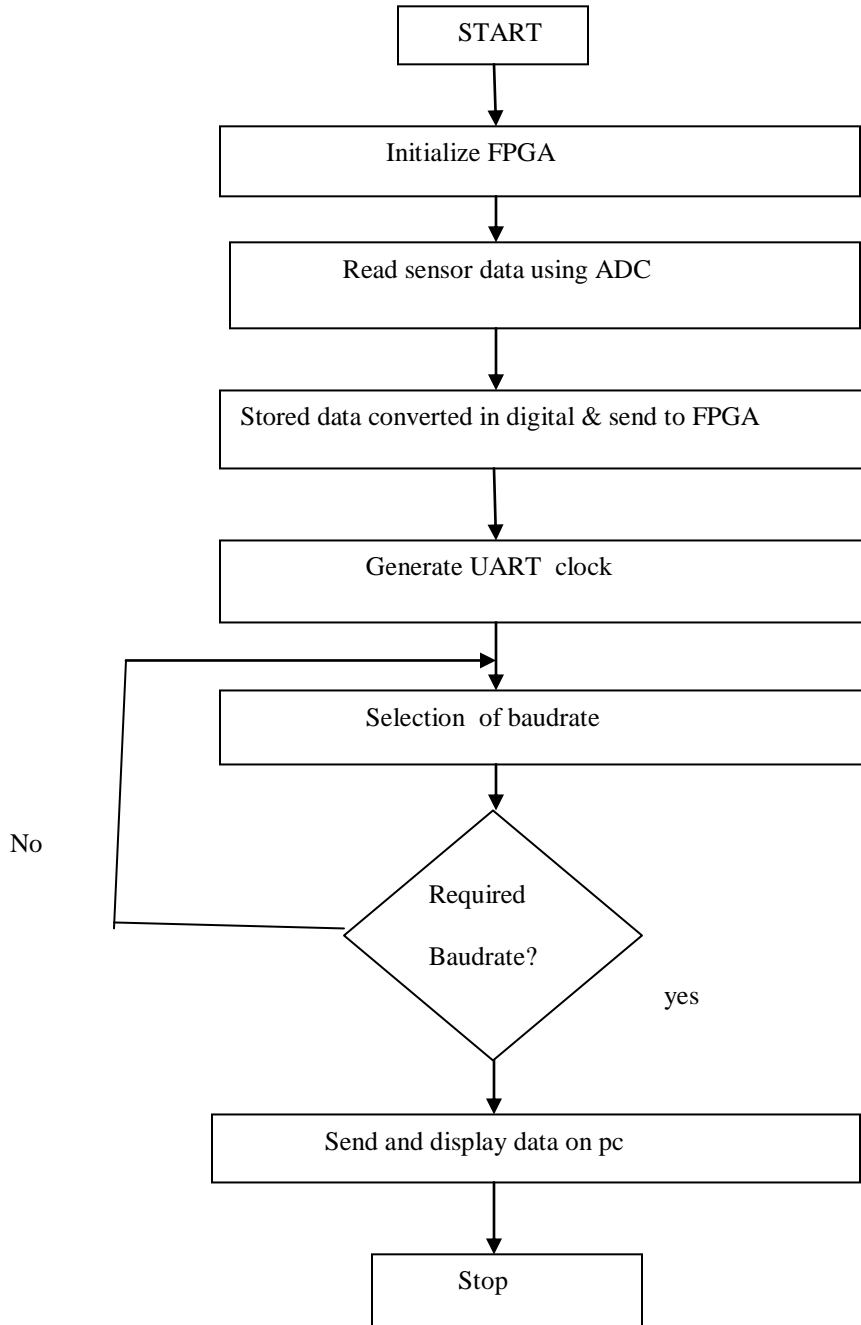 START
Initialize FPGA
Read sensor data using ADC
Stored data converted in digital & send to FPGA
Generate UART clock
Selection of baudrate
No
Required
Baudrate?
yes
Send and display data on pc
Stop